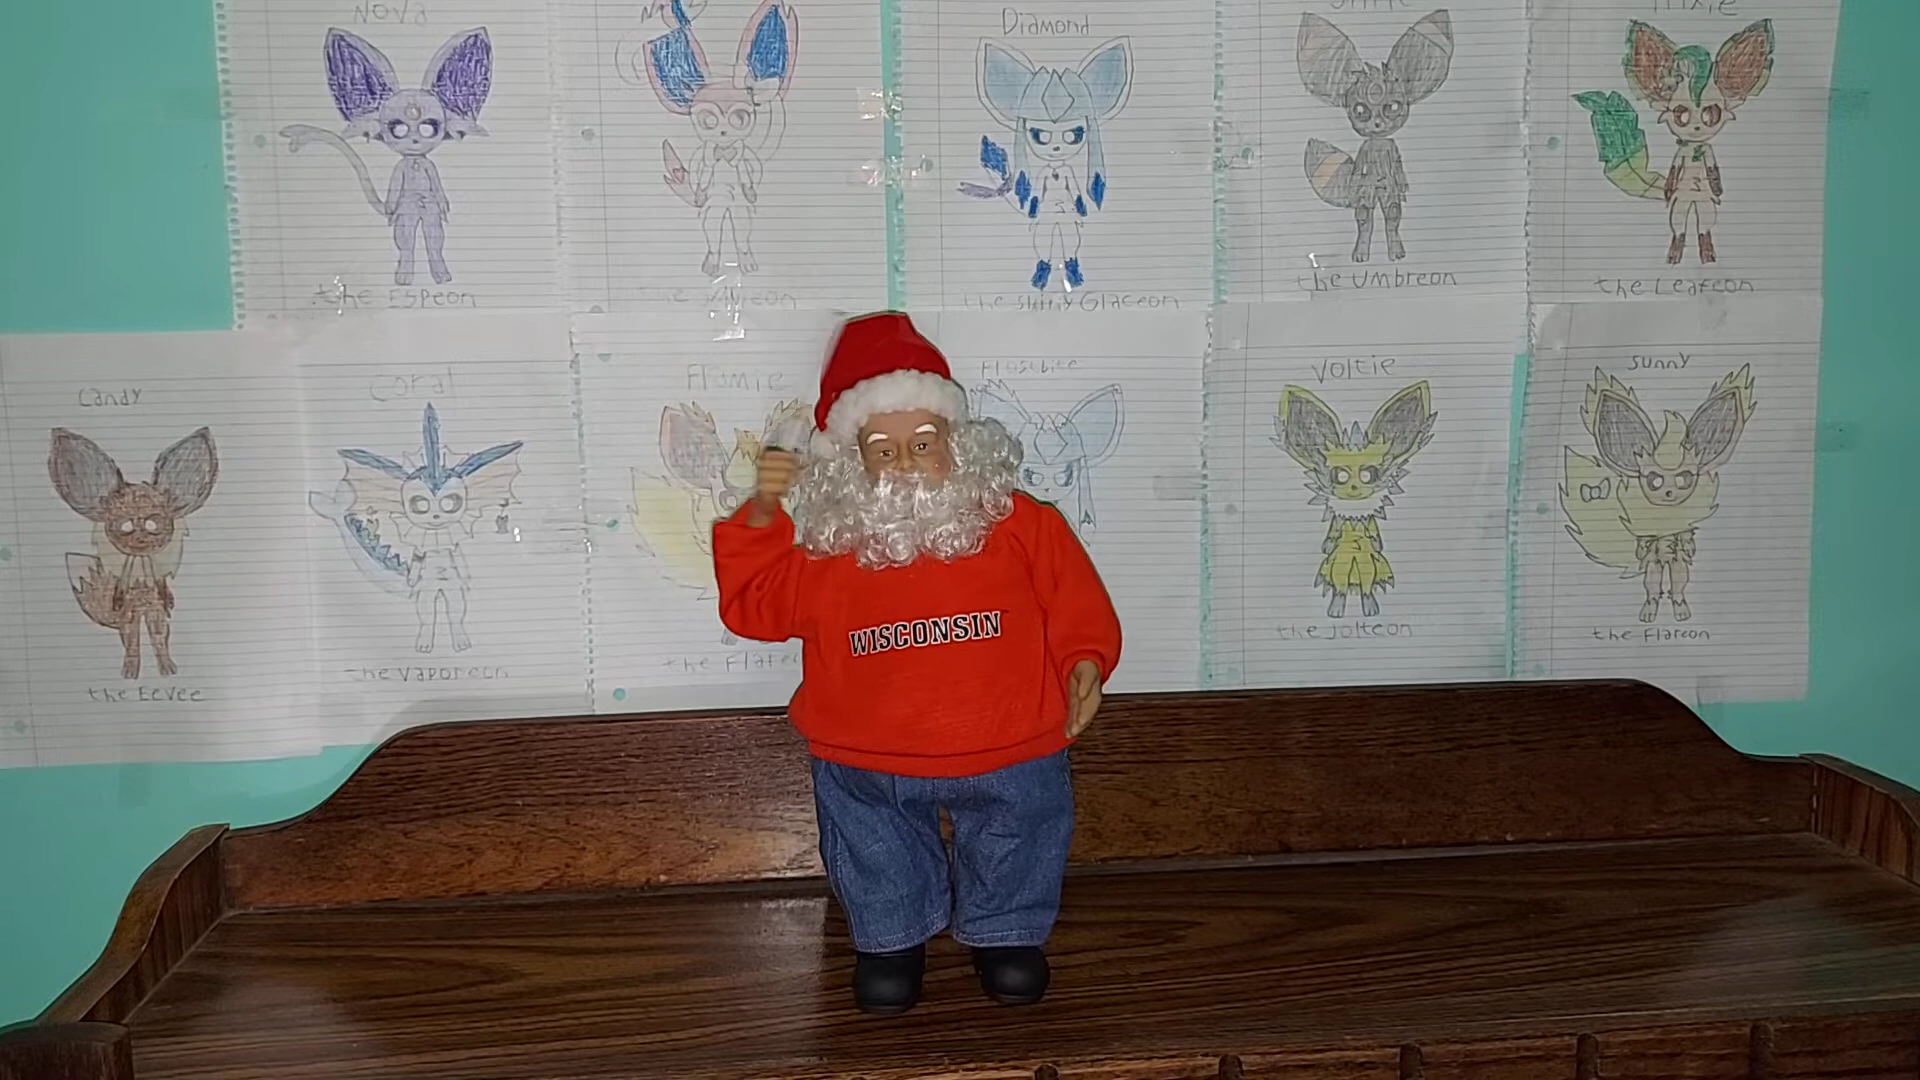 Nova
Diamond
the Espeon
the Shiny Glaceon
the Umbreon
the Leafeon
Candy
Coral
Flamie
Frostbite
Voltie
Sunny
WISCONSIN
the Eevee
the Vaporeon
the Jolteon
the Flareon